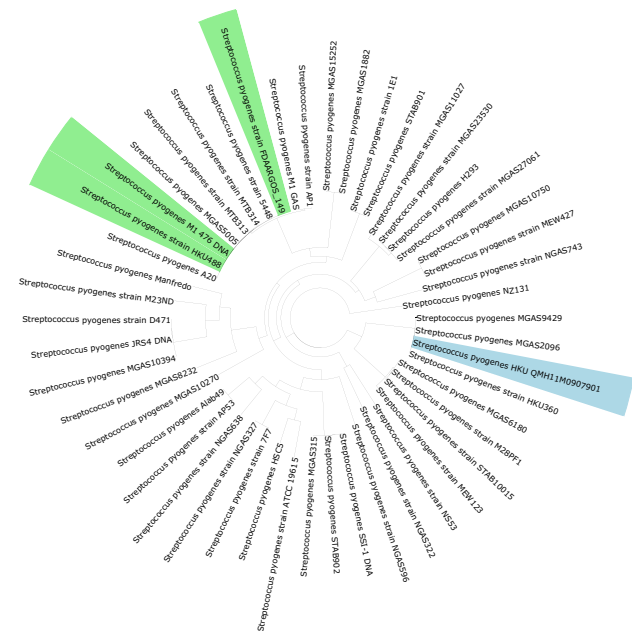 Streptococcus pyogenes MGAS15252
Streptococcus pyogenes MGAS1882
Streptococcus pyogenes strain 1E1
Streptococcus pyogenes STAB901
Streptococcus pyogenes strain MGAS11027
Streptococcus pyogenes strain MGAS23530
Streptococcus pyogenes H293
Streptococcus pyogenes strain MGAS27061
Streptococcus pyogenes MGAS10750
Streptococcus pyogenes strain MEW427
Streptococcus pyogenes strain NGAS743
Streptococcus pyogenes NZ131
Streptococcus pyogenes MGAS9429
Streptococcus pyogenes MGAS2096
Streptococcus pyogenes HKU QMH11M0907901
Streptococcus pyogenes strain HKU360
Streptococcus pyogenes MGAS6180
Streptococcus pyogenes strain M28PF1
Streptococcus pyogenes STAB10015
Streptococcus pyogenes strain MEW123
Streptococcus pyogenes strain NS53
Streptococcus pyogenes strain NGAS322
Streptococcus pyogenes strain NGAS596
Streptococcus pyogenes SSI-1 DNA
Streptococcus pyogenes STAB902
Streptococcus pyogenes MGAS315
Streptococcus pyogenes strain ATCC 19615
Streptococcus pyogenes HSC5
Streptococcus pyogenes strain 7F7
Streptococcus pyogenes strain NGAS327
Streptococcus pyogenes strain NGAS638
Streptococcus pyogenes strain AP53
Streptococcus pyogenes Alab49
Streptococcus pyogenes MGAS10270
Streptococcus pyogenes MGAS8232
Streptococcus pyogenes MGAS10394
Streptococcus pyogenes JRS4 DNA
Streptococcus pyogenes strain D471
Streptococcus pyogenes strain M23ND
Streptococcus pyogenes Manfredo
Streptococcus pyogenes A20
Streptococcus pyogenes strain HKU488
Streptococcus pyogenes M1 476 DNA
Streptococcus pyogenes MGAS5005
Streptococcus pyogenes strain MTB313
Streptococcus pyogenes strain MTB314
Streptococcus pyogenes strain 5448
Streptococcus pyogenes strain FDAARGOS_149
Streptococcus pyogenes M1 GAS
Streptococcus pyogenes strain AP1